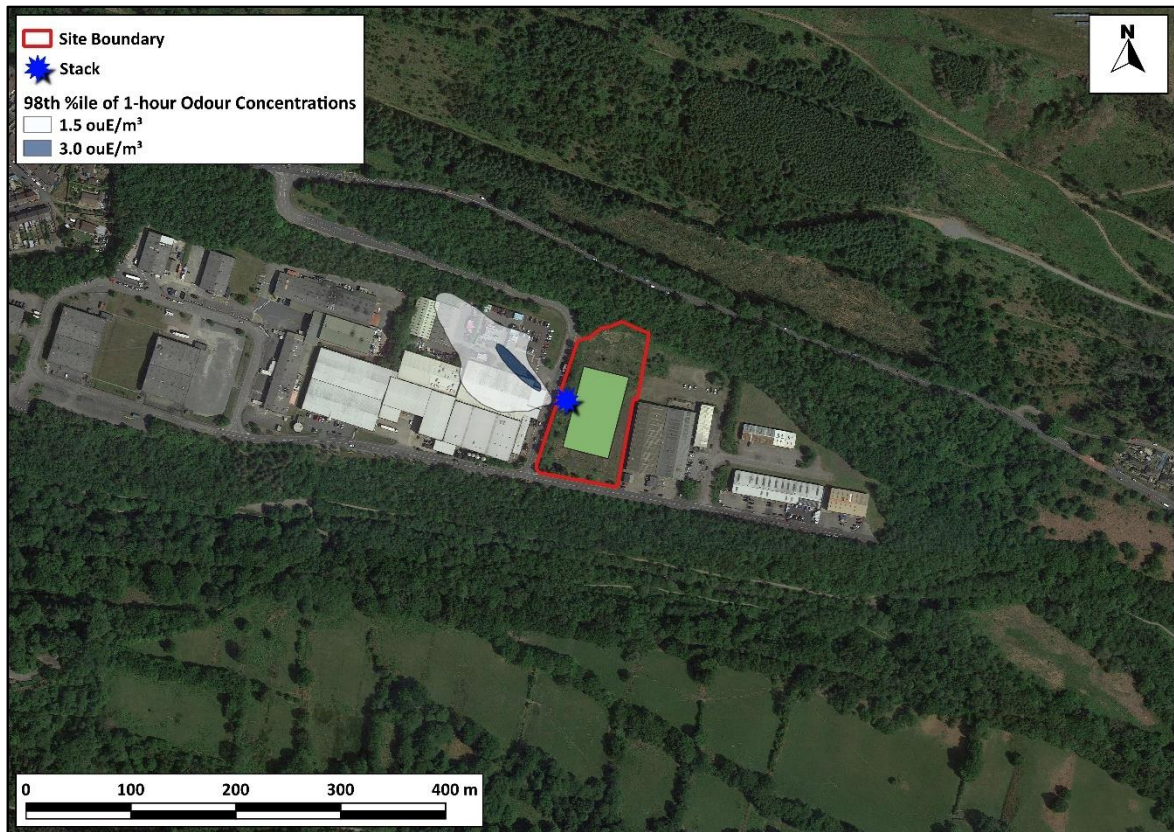 Site Boundary
Stack
98th %ile of 1-hour Odour Concentrations
1.5 ouE/m³
3.0 ouE/m³
N
0 100 200 300 400 m